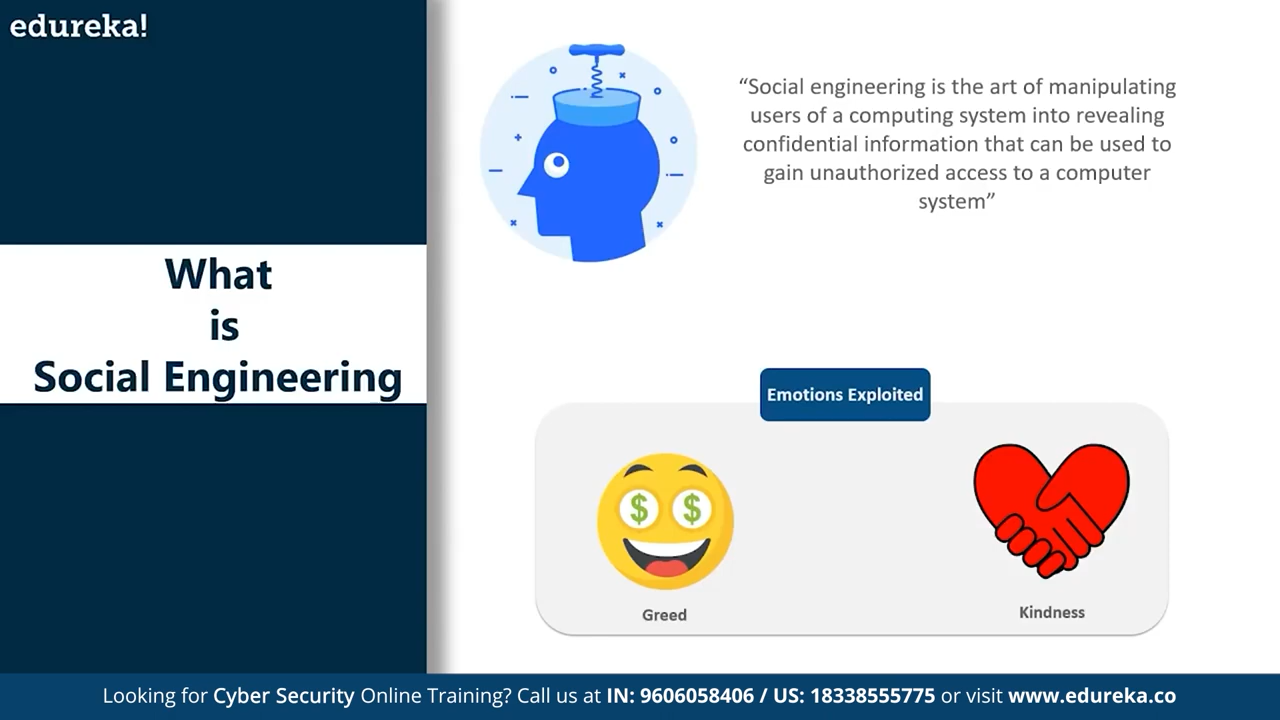 edureka!
What
is
Social Engineering
“Social engineering is the art of manipulating
users of a computing system into revealing
confidential information that can be used to
gain unauthorized access to a computer
system”
Emotions Exploited
$ $
Greed
Kindness
Looking for Cyber Security Online Training? Call us at IN: 9606058406 / US: 18338555775 or visit www.edureka.co